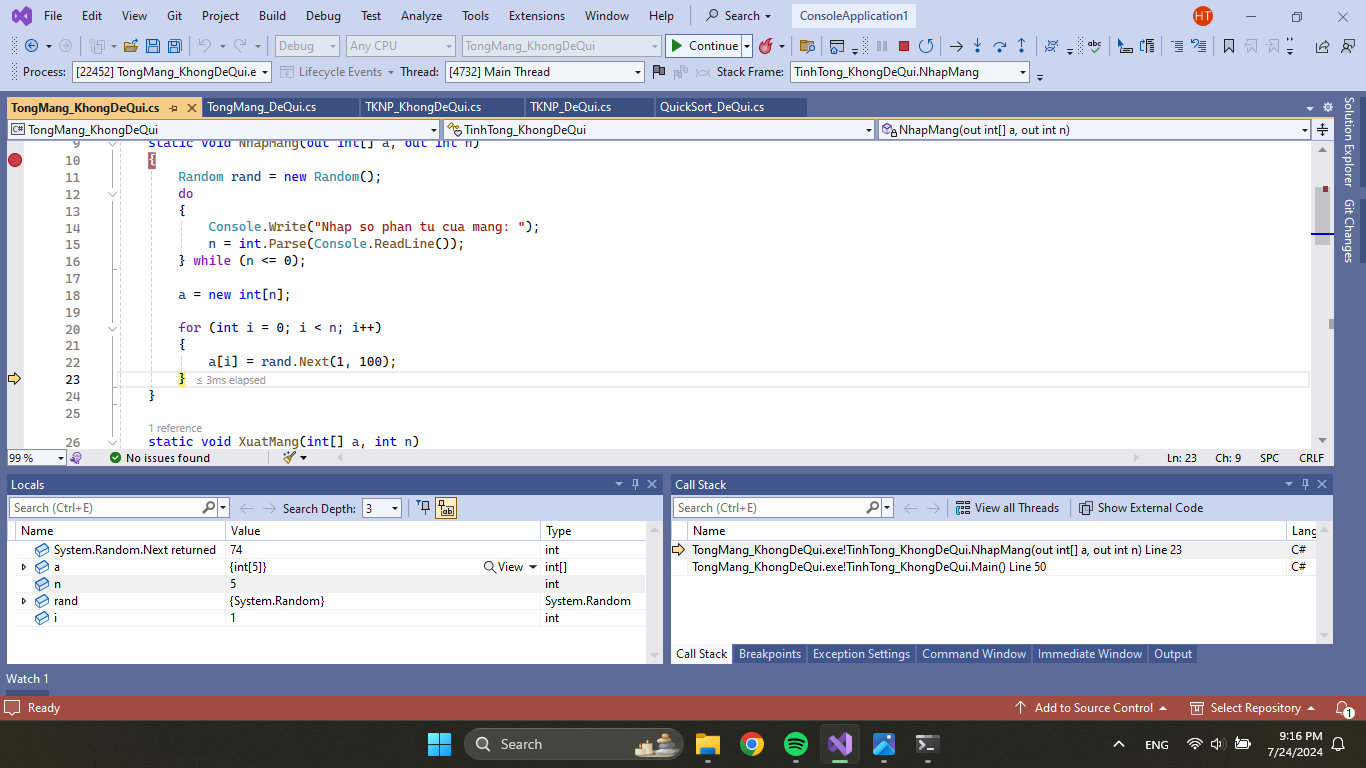 File Edit View Git Project Build Debug Test Analyze Tools Extensions Window Help Search ConsoleApplication1 HT
Debug Any CPU TongMang_KhongDeQui Continue
Process: [22452] TongMang_KhongDeQui.e Lifecycle Events Thread: [4732] Main Thread Stack Frame: TinhTong_KhongDeQui.NhapMang
TongMang_KhongDeQui.cs TongMang_DeQui.cs TKNP_KhongDeQui.cs TKNP_DeQui.cs QuickSort_DeQui.cs
C# TongMang_KhongDeQui TinhTong_KhongDeQui NhapMang(out int[] a, out int n)
Solution Explorer
Git Changes
9 static void NhapMang(out int[] a, out int n)
10 {
11 Random rand = new Random();
12 do
13 {
14 Console.Write("Nhap so phan tu cua mang: ");
15 n = int.Parse(Console.ReadLine());
16 } while (n <= 0);
17
18 a = new int[n];
19
20 for (int i = 0; i < n; i++)
21 {
22 a[i] = rand.Next(1, 100);
23 } ≤ 3ms elapsed
24 }
25
1 reference
26 static void XuatMang(int[] a, int n)
99 % No issues found Ln: 23 Ch: 9 SPC CRLF
Locals
Search (Ctrl+E) Search Depth: 3
Name Value Type
System.Random.Next returned 74 int
a {int[5]} View int[]
n 5 int
rand {System.Random} System.Random
i 1 int
Call Stack
Search (Ctrl+E) View all Threads Show External Code
Name Lang
TongMang_KhongDeQui.exe!TinhTong_KhongDeQui.NhapMang(out int[] a, out int n) Line 23 C#
TongMang_KhongDeQui.exe!TinhTong_KhongDeQui.Main() Line 50 C#
Call Stack Breakpoints Exception Settings Command Window Immediate Window Output
Watch 1
Ready Add to Source Control Select Repository 1
Search ENG 9:16 PM
7/24/2024